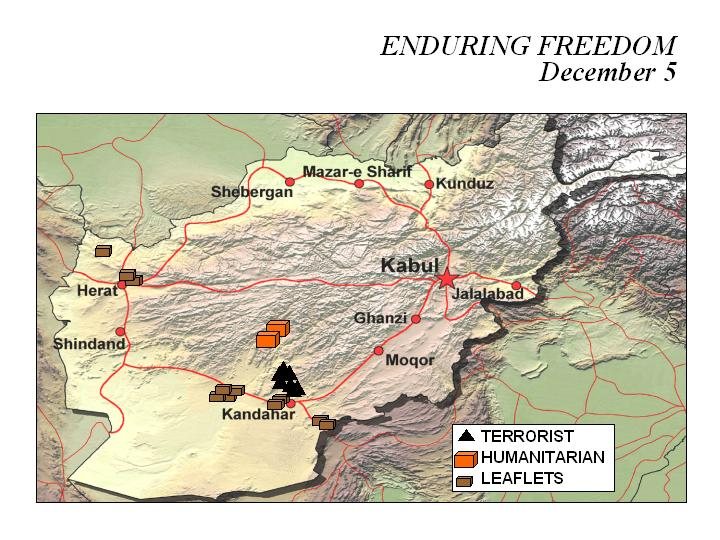 ENDURING FREEDOM
December 5
Mazar-e Sharif
Kunduz
Shebergan
Kabul
Herat
Jalalabad
Ghanzi
Shindand
Moqor
Kandahar
TERRORIST
HUMANITARIAN
LEAFLETS